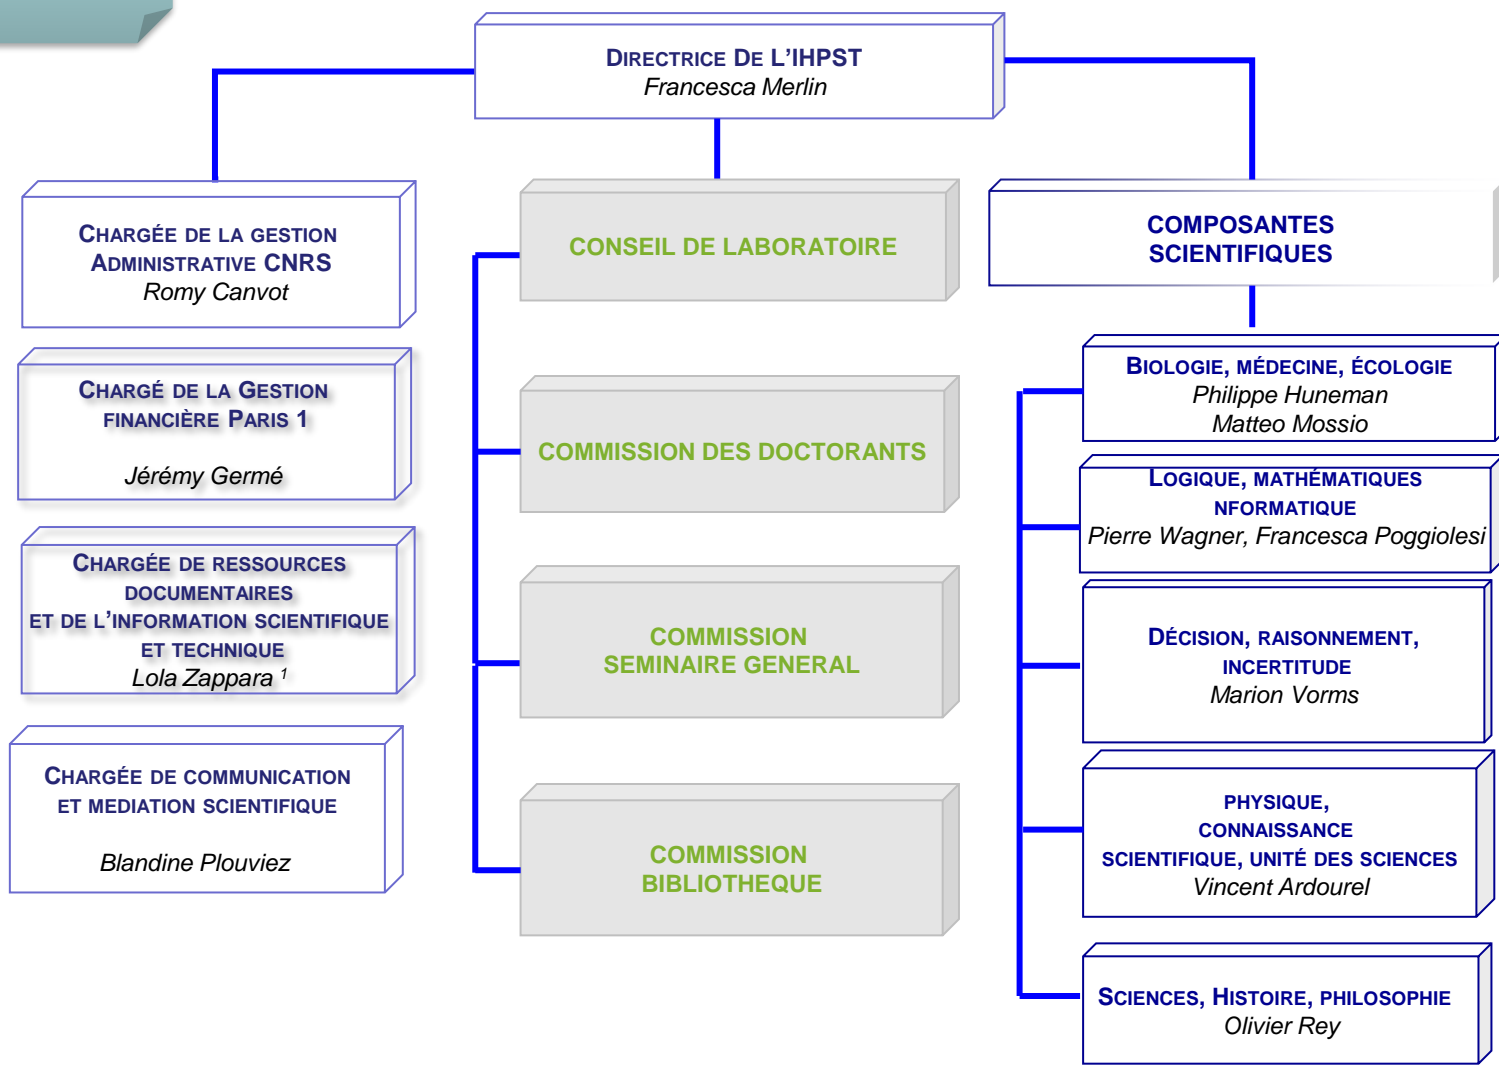 DIRECTRICE DE L'IHPST
Francesca Merlin
CHARGÉE DE LA GESTION
ADMINISTRATIVE CNRS
Romy Canvot
CHARGÉ DE LA GESTION
FINANCIÈRE PARIS 1
Jérémy Germé
CHARGÉE DE RESSOURCES
DOCUMENTAIRES
ET DE L'INFORMATION SCIENTIFIQUE
ET TECHNIQUE
Lola Zappara 1
CHARGÉE DE COMMUNICATION
ET MEDIATION SCIENTIFIQUE
Blandine Plouviez
CONSEIL DE LABORATOIRE
COMMISSION DES DOCTORANTS
COMMISSION
SEMINAIRE GENERAL
COMMISSION
BIBLIOTHEQUE
COMPOSANTES
SCIENTIFIQUES
BIOLOGIE, MÉDECINE, ÉCOLOGIE
Philippe Huneman
Matteo Mossio
LOGIQUE, MATHÉMATIQUES
NFORMATIQUE
Pierre Wagner, Francesca Poggiolesi
DÉCISION, RAISONNEMENT,
INCERTITUDE
Marion Vorms
PHYSIQUE,
CONNAISSANCE
SCIENTIFIQUE, UNITÉ DES SCIENCES
Vincent Ardourel
SCIENCES, HISTOIRE, PHILOSOPHIE
Olivier Rey